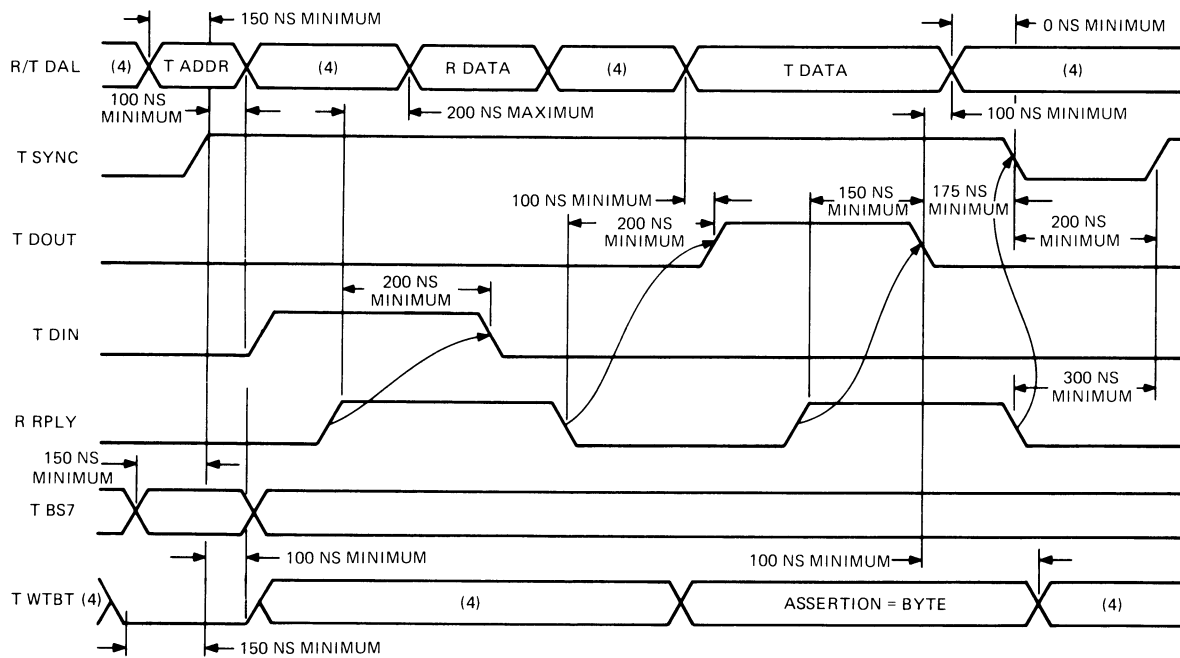 150 NS MINIMUM
0 NS MINIMUM
R/T DAL
(4)
T ADDR
(4)
R DATA
(4)
T DATA
(4)
100 NS
MINIMUM
200 NS MAXIMUM
100 NS MINIMUM
T SYNC
100 NS MINIMUM
200 NS
MINIMUM
150 NS
MINIMUM
175 NS
MINIMUM
200 NS
MINIMUM
T DOUT
200 NS
MINIMUM
T DIN
300 NS
MINIMUM
R RPLY
150 NS
MINIMUM
T BS7
100 NS MINIMUM
100 NS MINIMUM
T WTBT (4)
(4)
ASSERTION = BYTE
(4)
150 NS MINIMUM